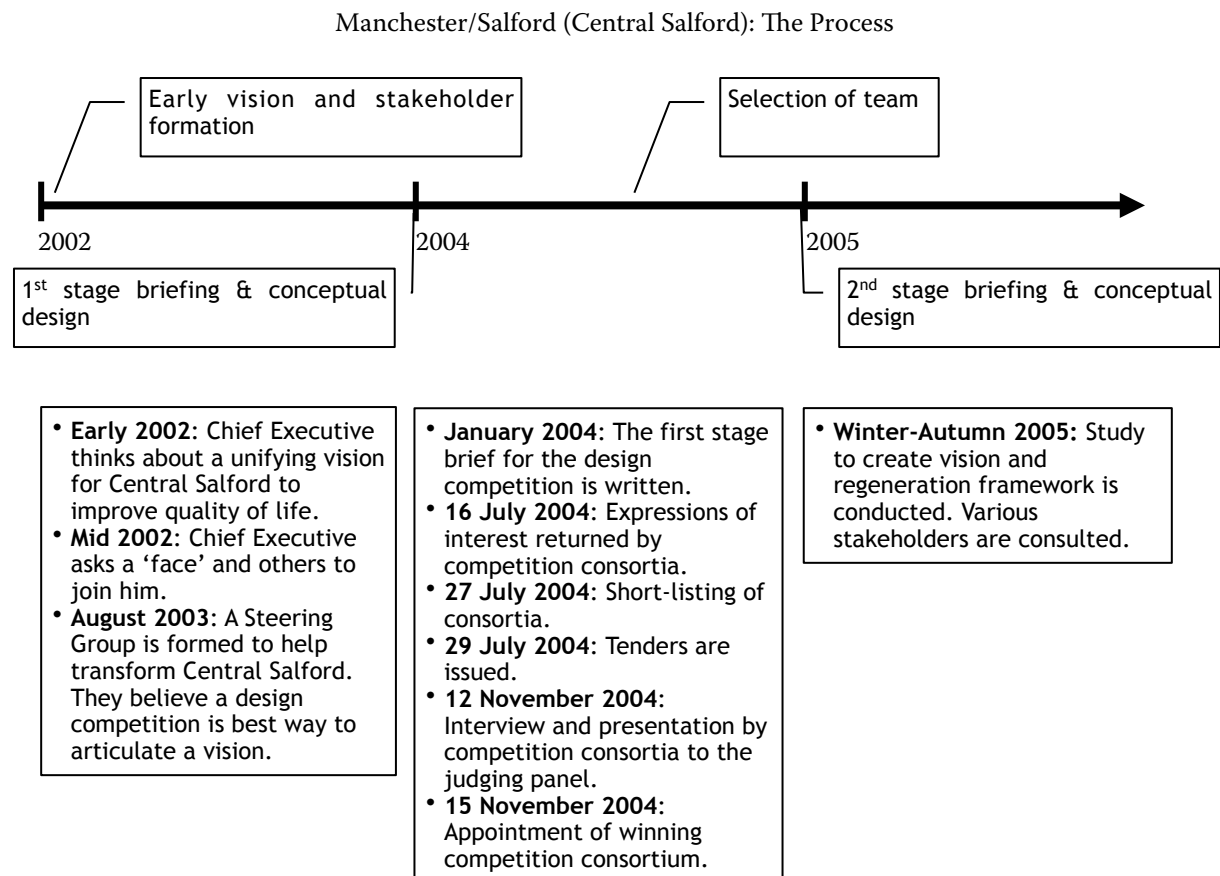 Manchester/Salford (Central Salford): The Process
Early vision and stakeholder
formation
Selection of team
2002
2004
2005
1st stage briefing & conceptual
design
2nd stage briefing & conceptual
design
• Early 2002: Chief Executive
thinks about a unifying vision
for Central Salford to
improve quality of life.
• Mid 2002: Chief Executive
asks a ‘face’ and others to
join him.
• August 2003: A Steering
Group is formed to help
transform Central Salford.
They believe a design
competition is best way to
articulate a vision.
• January 2004: The first stage
brief for the design
competition is written.
• 16 July 2004: Expressions of
interest returned by
competition consortia.
• 27 July 2004: Short-listing of
consortia.
• 29 July 2004: Tenders are
issued.
• 12 November 2004:
Interview and presentation by
competition consortia to the
judging panel.
• 15 November 2004:
Appointment of winning
competition consortium.
• Winter-Autumn 2005: Study
to create vision and
regeneration framework is
conducted. Various
stakeholders are consulted.